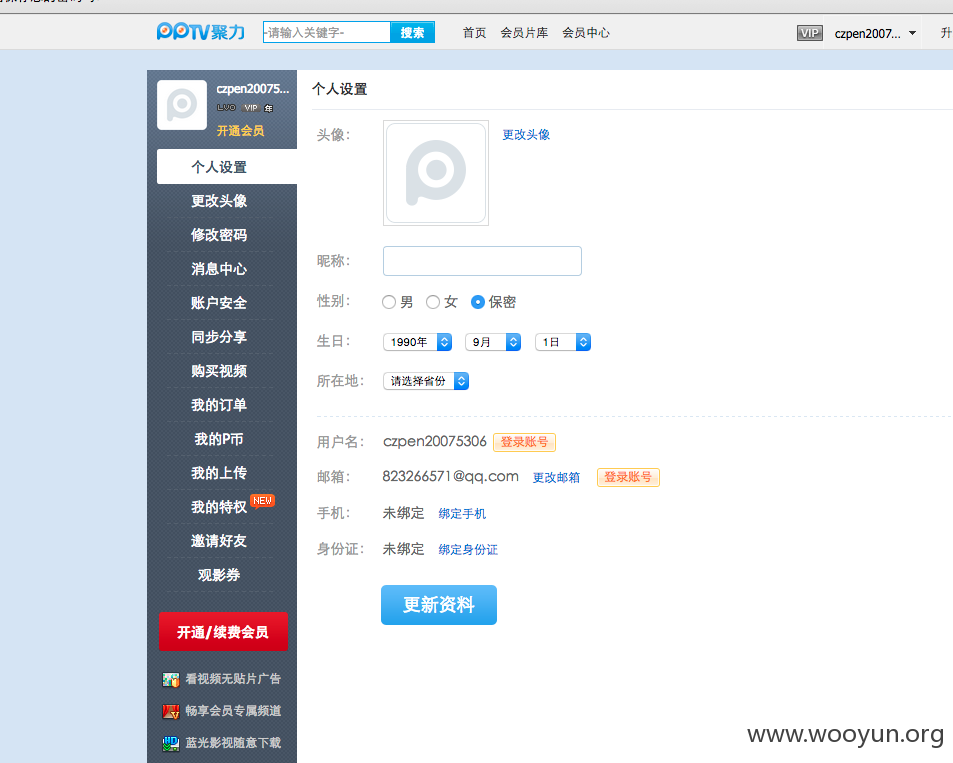 PPTV聚力
-请输入关键字-
搜索
首页 会员片库 会员中心
VIP
czpen2007...
升
czpen20075...
LV0 VIP 年
开通会员
个人设置
更改头像
修改密码
消息中心
账户安全
同步分享
购买视频
我的订单
我的P币
我的上传
我的特权 NEW
邀请好友
观影券
开通/续费会员
看视频无贴片广告
畅享会员专属频道
蓝光影视随意下载
个人设置
头像: 更改头像
昵称:
性别: 男 女 保密
生日: 1990年 9月 1日
所在地: 请选择省份
用户名: czpen20075306 登录账号
邮箱: 823266571@qq.com 更改邮箱 登录账号
手机: 未绑定 绑定手机
身份证: 未绑定 绑定身份证
更新资料
www.wooyun.org